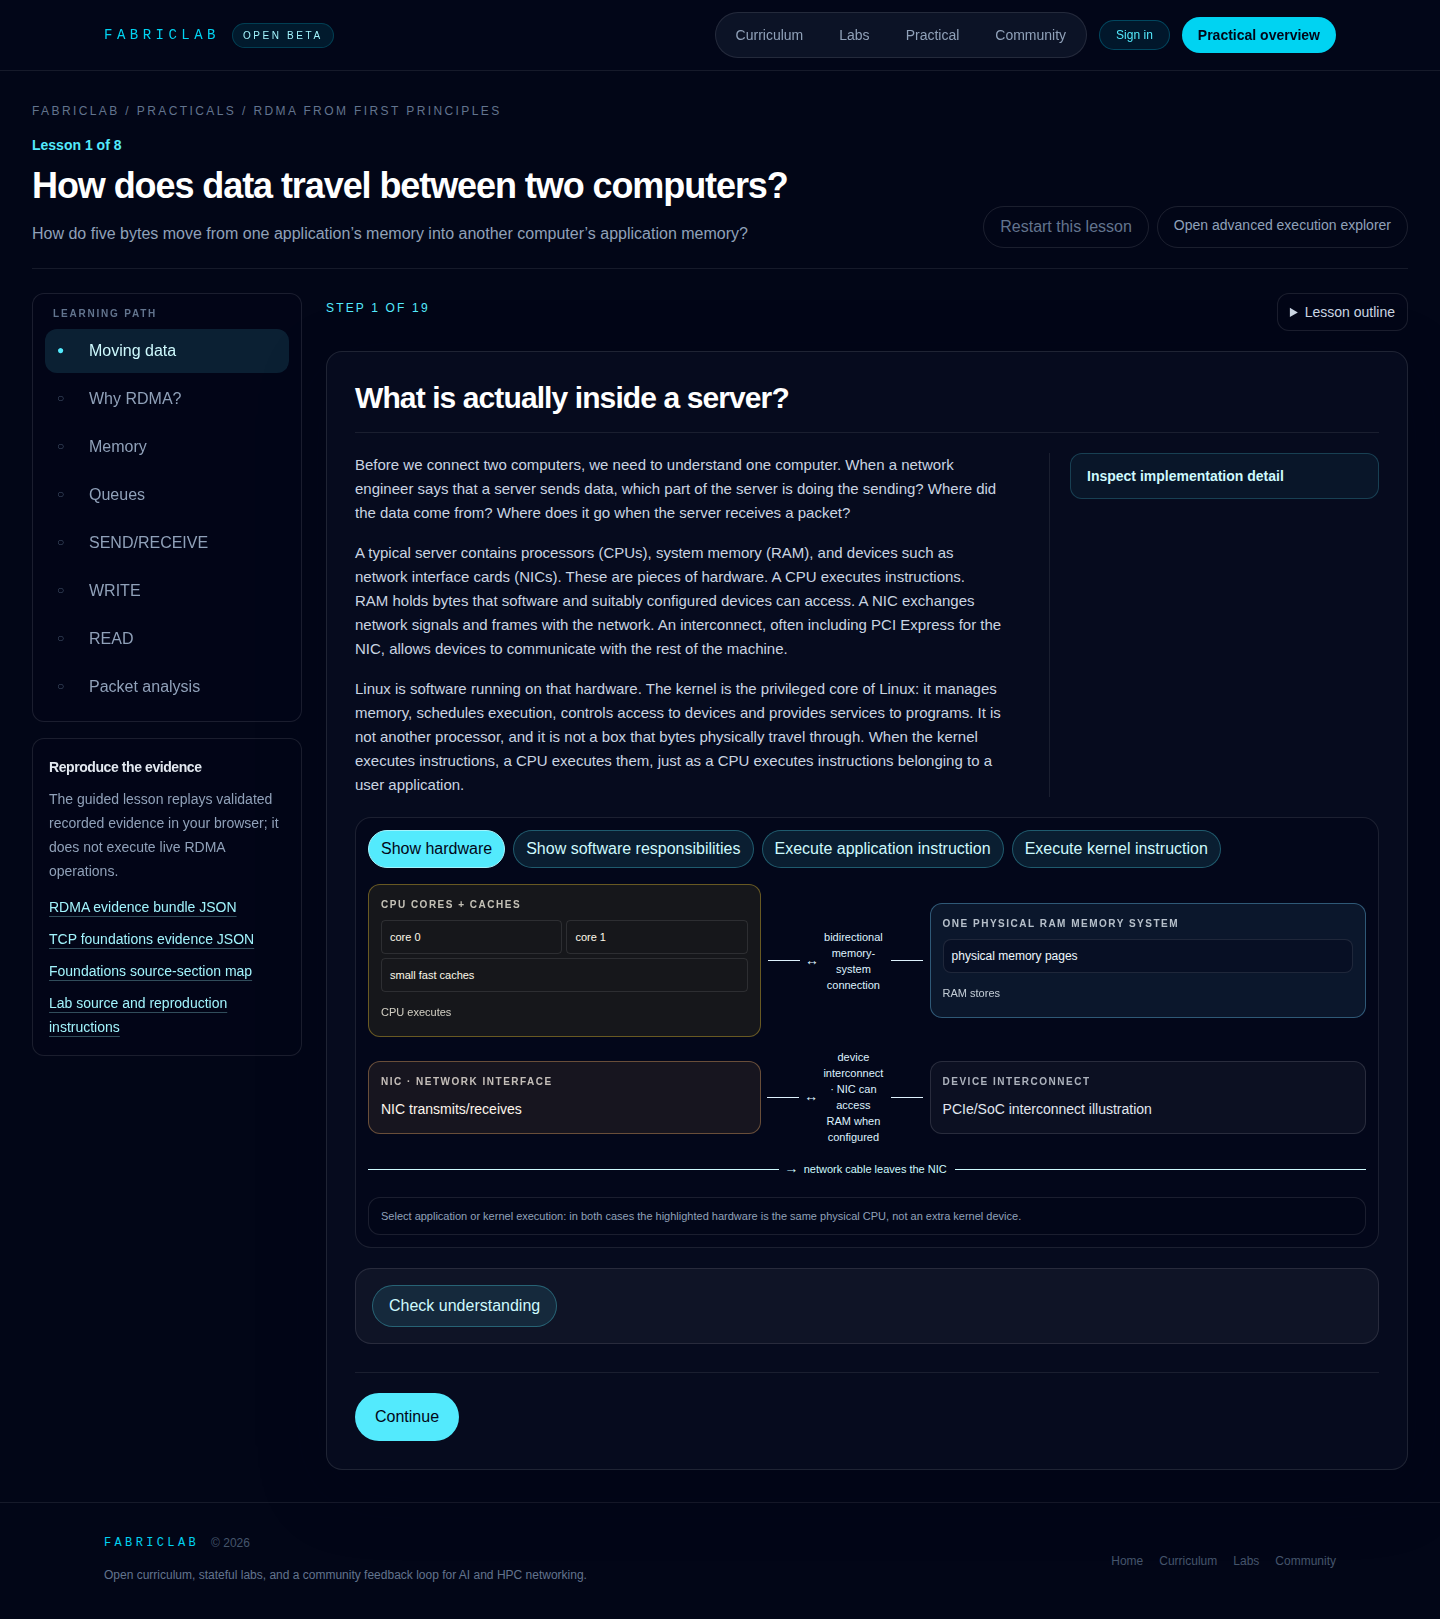 FABRICLAB OPEN BETA
Curriculum Labs Practical Community Sign in Practical overview
FABRICLAB / PRACTICALS / RDMA FROM FIRST PRINCIPLES
Lesson 1 of 8
How does data travel between two computers?
How do five bytes move from one application’s memory into another computer’s application memory?
Restart this lesson Open advanced execution explorer
LEARNING PATH
Moving data
Why RDMA?
Memory
Queues
SEND/RECEIVE
WRITE
READ
Packet analysis
Reproduce the evidence
The guided lesson replays validated
recorded evidence in your browser; it
does not execute live RDMA
operations.
RDMA evidence bundle JSON
TCP foundations evidence JSON
Foundations source-section map
Lab source and reproduction
instructions
STEP 1 OF 19
▶ Lesson outline
What is actually inside a server?
Before we connect two computers, we need to understand one computer. When a network
engineer says that a server sends data, which part of the server is doing the sending? Where did
the data come from? Where does it go when the server receives a packet?
A typical server contains processors (CPUs), system memory (RAM), and devices such as
network interface cards (NICs). These are pieces of hardware. A CPU executes instructions.
RAM holds bytes that software and suitably configured devices can access. A NIC exchanges
network signals and frames with the network. An interconnect, often including PCI Express for the
NIC, allows devices to communicate with the rest of the machine.
Linux is software running on that hardware. The kernel is the privileged core of Linux: it manages
memory, schedules execution, controls access to devices and provides services to programs. It is
not another processor, and it is not a box that bytes physically travel through. When the kernel
executes instructions, a CPU executes them, just as a CPU executes instructions belonging to a
user application.
Inspect implementation detail
Show hardware Show software responsibilities Execute application instruction Execute kernel instruction
CPU CORES + CACHES
core 0 core 1
small fast caches
CPU executes
↔ bidirectional
memory-
system
connection
ONE PHYSICAL RAM MEMORY SYSTEM
physical memory pages
RAM stores
NIC · NETWORK INTERFACE
NIC transmits/receives
↔ device
interconnect
· NIC can
access
RAM when
configured
DEVICE INTERCONNECT
PCIe/SoC interconnect illustration
→ network cable leaves the NIC
Select application or kernel execution: in both cases the highlighted hardware is the same physical CPU, not an extra kernel device.
Check understanding
Continue
FABRICLAB © 2026
Open curriculum, stateful labs, and a community feedback loop for AI and HPC networking.
Home Curriculum Labs Community